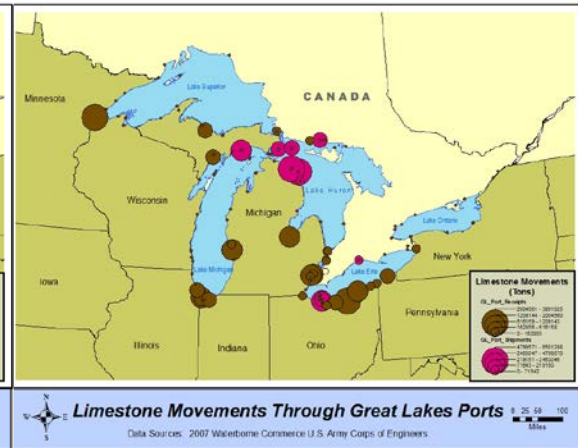 Minnesota
Lake Superior
CANADA
Wisconsin
Michigan
Lake Huron
Lake Ontario
Lake Michigan
Lake Erie
New York
Iowa
Illinois
Indiana
Ohio
Pennsylvania
Limestone Movements
(Tons)
GL_Port_Receipts
GL_Port_Shipments
N
W E
S
Limestone Movements Through Great Lakes Ports
0 25 50 100
Miles
Data Sources: 2007 Waterborne Commerce U.S. Army Corps of Engineers